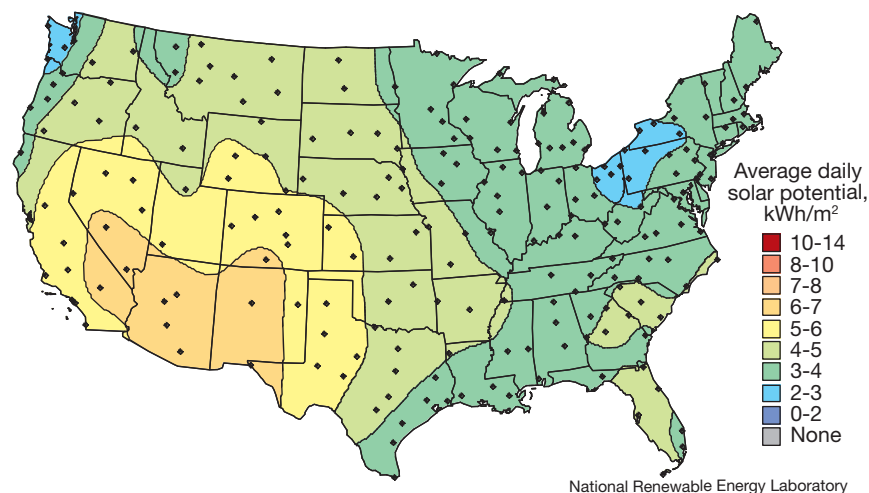 Average daily
solar potential,
kWh/m²
10-14
8-10
7-8
6-7
5-6
4-5
3-4
2-3
0-2
None
National Renewable Energy Laboratory